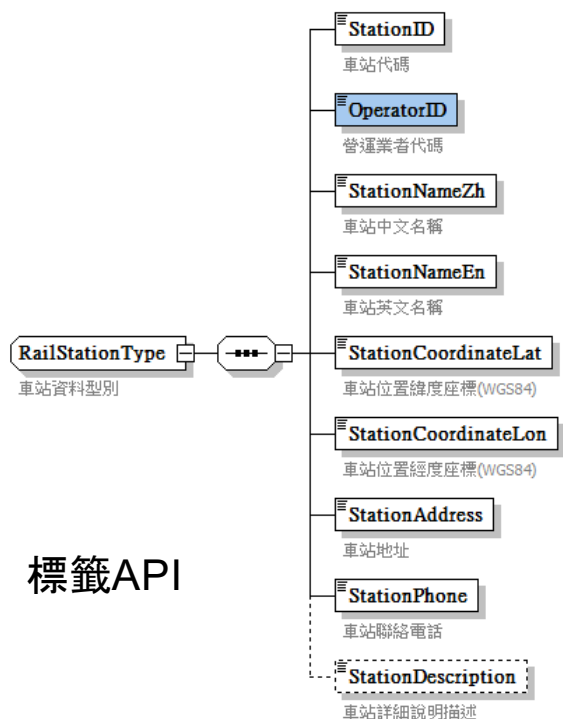 StationID
車站代碼
OperatorID
營運業者代碼
StationNameZh
車站中文名稱
StationNameEn
車站英文名稱
RailStationType
車站資料型別
StationCoordinateLat
車站位置緯度座標(WGS84)
StationCoordinateLon
車站位置經度座標(WGS84)
StationAddress
車站地址
標籤API
StationPhone
車站聯絡電話
StationDescription
車站詳細說明描述